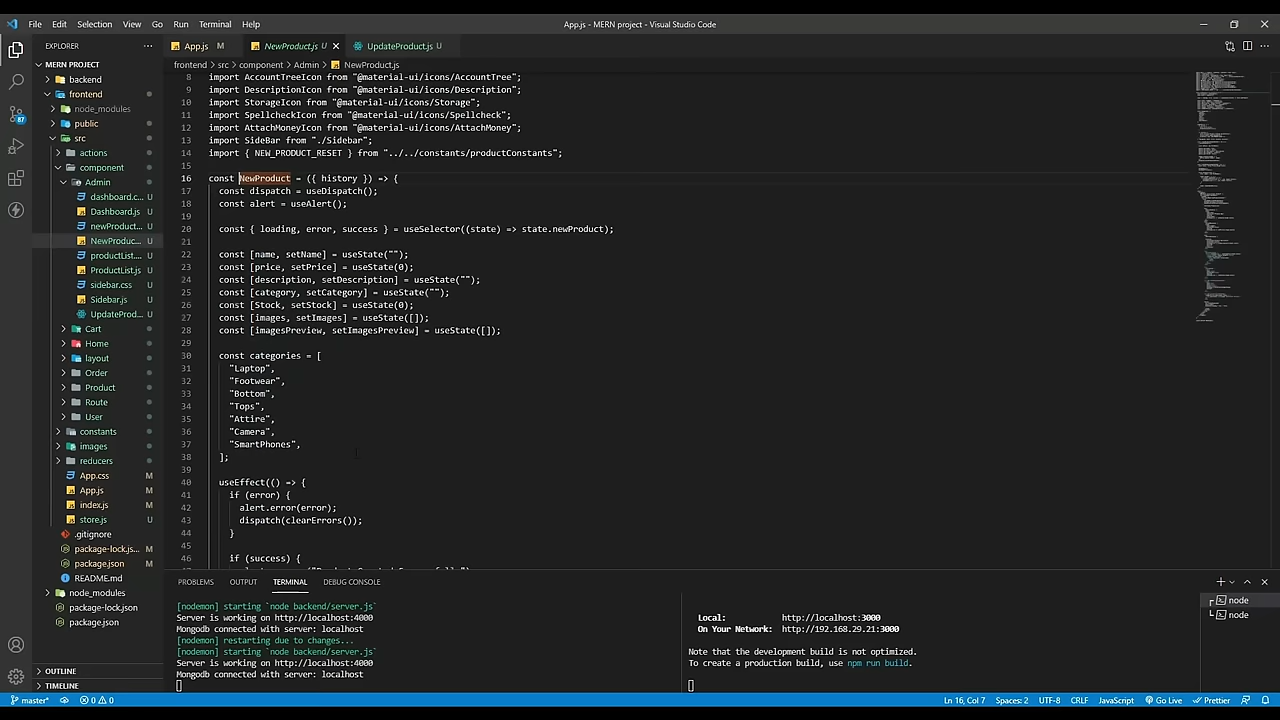 File Edit Selection View Go Run Terminal Help
App.js - MERN project - Visual Studio Code
EXPLORER
MERN PROJECT
backend
frontend
node_modules
public
src
actions
component
Admin
dashboard.c... U
Dashboard.js U
newProduct... U
NewProduc... U
productList.... U
ProductList.js U
sidebar.css U
Sidebar.js U
UpdateProd... U
Cart
Home
layout
Order
Product
Route
User
constants
images
reducers
App.css M
App.js M
index.js M
store.js U
.gitignore
package-lock.js... M
package.json M
README.md
node_modules
package-lock.json
package.json
OUTLINE
TIMELINE
App.js M
NewProduct.js U
UpdateProduct.js U
frontend > src > component > Admin > NewProduct.js
8 import AccountTreeIcon from "@material-ui/icons/AccountTree";
9 import DescriptionIcon from "@material-ui/icons/Description";
10 import StorageIcon from "@material-ui/icons/Storage";
11 import SpellcheckIcon from "@material-ui/icons/Spellcheck";
12 import AttachMoneyIcon from "@material-ui/icons/AttachMoney";
13 import SideBar from "./Sidebar";
14 import { NEW_PRODUCT_RESET } from "../../constants/productConstants";
15
16 const NewProduct = ({ history }) => {
17 const dispatch = useDispatch();
18 const alert = useAlert();
19
20 const { loading, error, success } = useSelector((state) => state.newProduct);
21
22 const [name, setName] = useState("");
23 const [price, setPrice] = useState(0);
24 const [description, setDescription] = useState("");
25 const [category, setCategory] = useState("");
26 const [Stock, setStock] = useState(0);
27 const [images, setImages] = useState([]);
28 const [imagesPreview, setImagesPreview] = useState([]);
29
30 const categories = [
31 "Laptop",
32 "Footwear",
33 "Bottom",
34 "Tops",
35 "Attire",
36 "Camera",
37 "SmartPhones",
38 ];
39
40 useEffect(() => {
41 if (error) {
42 alert.error(error);
43 dispatch(clearErrors());
44 }
45
46 if (success) {
PROBLEMS OUTPUT TERMINAL DEBUG CONSOLE
[nodemon] starting `node backend/server.js`
Server is working on http://localhost:4000
Mongodb connected with server: localhost
[nodemon] restarting due to changes...
[nodemon] starting `node backend/server.js`
Server is working on http://localhost:4000
Mongodb connected with server: localhost
Local: http://localhost:3000
On Your Network: http://192.168.29.21:3000
Note that the development build is not optimized.
To create a production build, use npm run build.
node
node
master* 0 0
Ln 16, Col 7 Spaces: 2 UTF-8 CRLF JavaScript Go Live Prettier